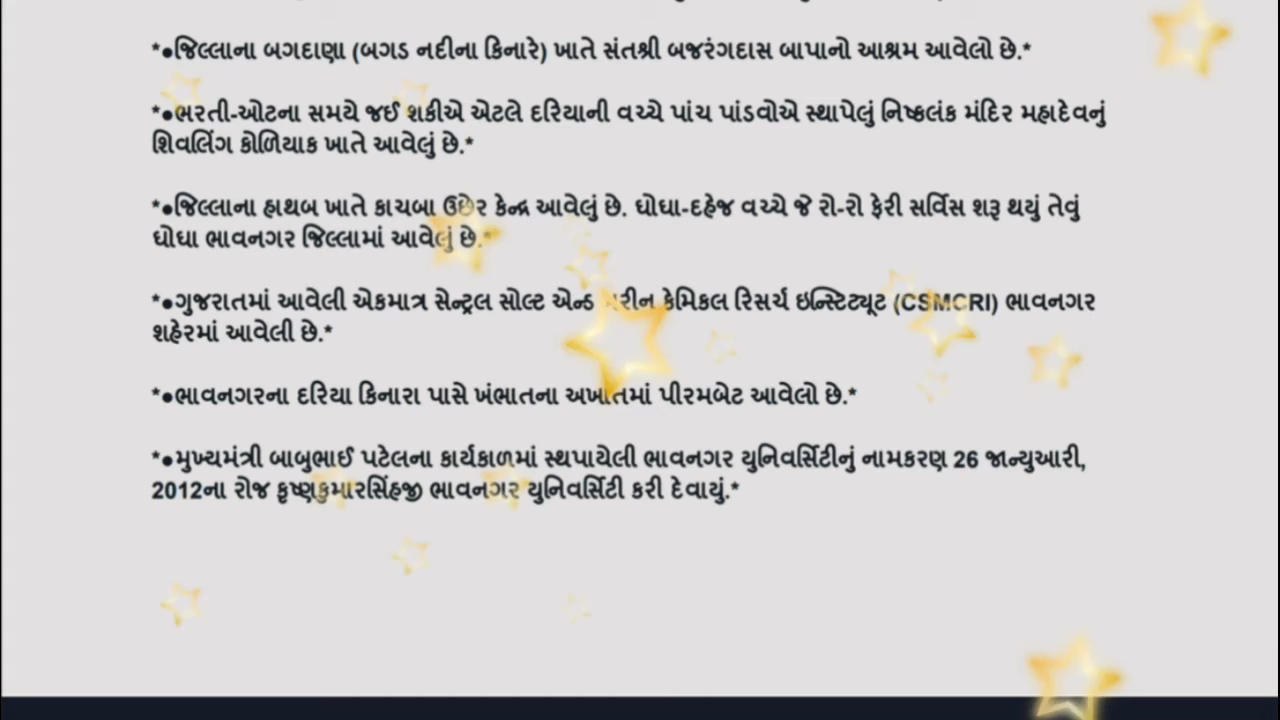 *●જિલ્લાના બગદાણા (બગડ નદીના કિનારે) ખાતે સંતશ્રી બજરંગદાસ બાપાનો આશ્રમ આવેલો છે.*
*●ભરતી-ઓટના સમયે જઈ શકીએ એટલે દરિયાની વચ્ચે પાંચ પાંડવોએ સ્થાપેલું નિષ્કલંક મંદિર મહાદેવનું
શિવલિંગ કોળિયાક ખાતે આવેલું છે.*
*●જિલ્લાના હાથબ ખાતે કાચબા ઉછેર કેન્દ્ર આવેલું છે. ઘોઘા-દહેજ વચ્ચે જે રો-રો ફેરી સર્વિસ શરૂ થયું તેવું
ઘોઘા ભાવનગર જિલ્લામાં આવેલું છે.*
*●ગુજરાતમાં આવેલી એકમાત્ર સેન્ટ્રલ સોલ્ટ એન્ડ મરીન કેમિકલ રિસર્ચ ઇન્સ્ટિટ્યૂટ (CSMCRI) ભાવનગર
શહેરમાં આવેલી છે.*
*●ભાવનગરના દરિયા કિનારા પાસે ખંભાતના અખાતમાં પીરમબેટ આવેલો છે.*
*●મુખ્યમંત્રી બાબુભાઈ પટેલના કાર્યકાળમાં સ્થપાયેલી ભાવનગર યુનિવર્સિટીનું નામકરણ 26 જાન્યુઆરી,
2012ના રોજ કૃષ્ણકુમારસિંહજી ભાવનગર યુનિવર્સિટી કરી દેવાયું.*